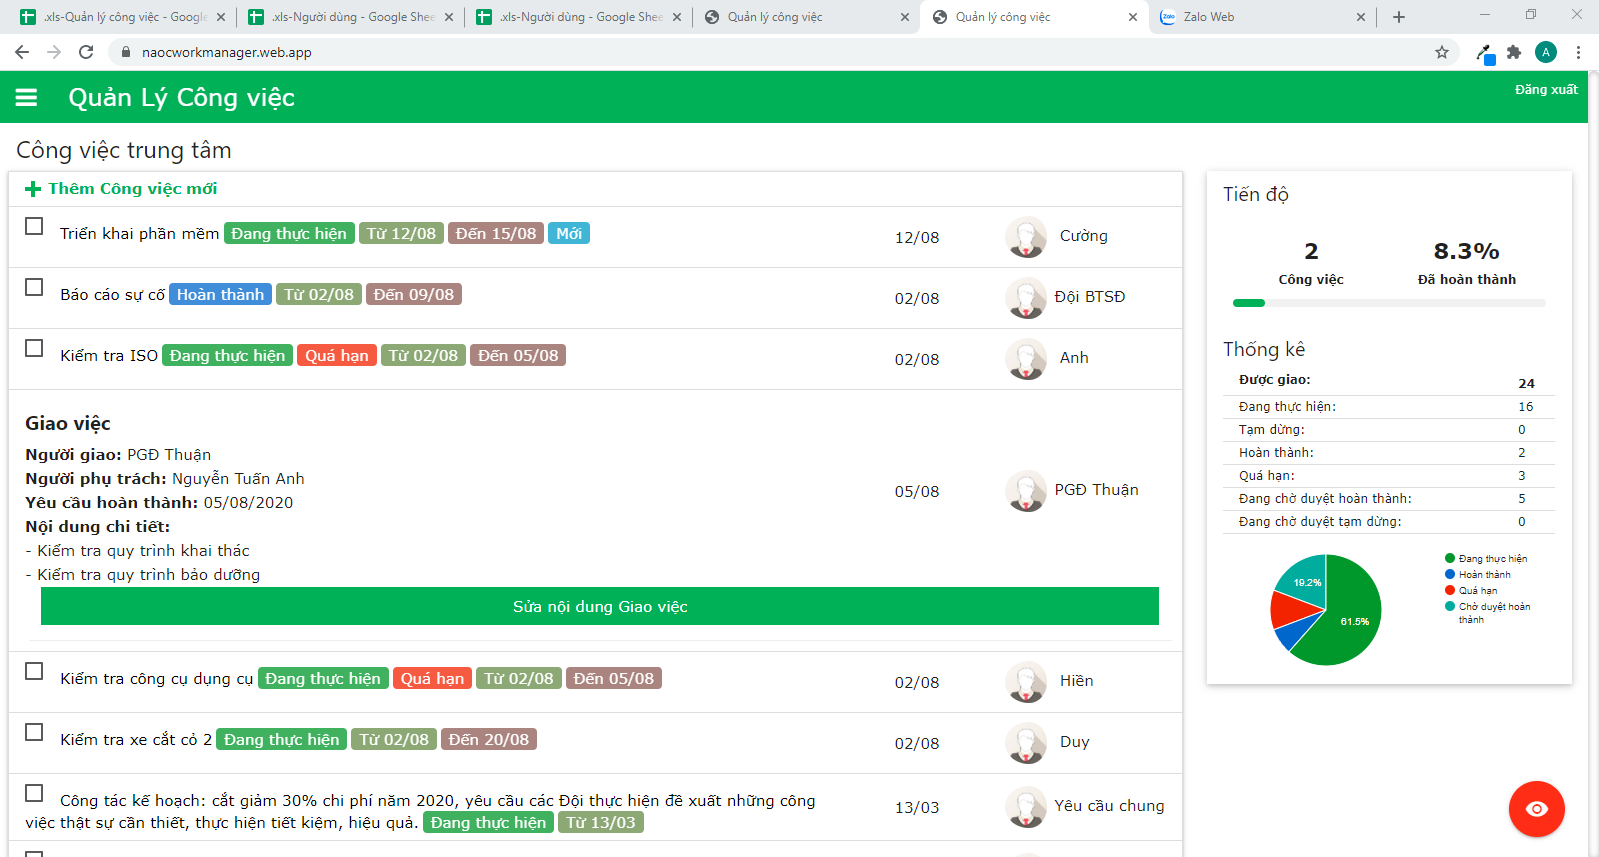 .xls-Quản lý công việc - Google
.xls-Người dùng - Google Shee
.xls-Người dùng - Google Shee
Quản lý công việc
Quản lý công việc
Zalo Web
naocworkmanager.web.app
A
Quản Lý Công việc
Đăng xuất
Công việc trung tâm
Thêm Công việc mới
Triển khai phần mềm Đang thực hiện Từ 12/08 Đến 15/08 Mới 12/08 Cường
Báo cáo sự cố Hoàn thành Từ 02/08 Đến 09/08 02/08 Đội BTSĐ
Kiểm tra ISO Đang thực hiện Quá hạn Từ 02/08 Đến 05/08 02/08 Anh
Giao việc
Người giao: PGĐ Thuận
Người phụ trách: Nguyễn Tuấn Anh
Yêu cầu hoàn thành: 05/08/2020
Nội dung chi tiết:
- Kiểm tra quy trình khai thác
- Kiểm tra quy trình bảo dưỡng
05/08 PGĐ Thuận
Sửa nội dung Giao việc
Kiểm tra công cụ dụng cụ Đang thực hiện Quá hạn Từ 02/08 Đến 05/08 02/08 Hiền
Kiểm tra xe cắt cỏ 2 Đang thực hiện Từ 02/08 Đến 20/08 02/08 Duy
Công tác kế hoạch: cắt giảm 30% chi phí năm 2020, yêu cầu các Đội thực hiện đề xuất những công
việc thật sự cần thiết, thực hiện tiết kiệm, hiệu quả. Đang thực hiện Từ 13/03
13/03 Yêu cầu chung
Tiến độ
2 8.3%
Công việc Đã hoàn thành
Thống kê
Được giao: 24
Đang thực hiện: 16
Tạm dừng: 0
Hoàn thành: 2
Quá hạn: 3
Đang chờ duyệt hoàn thành: 5
Đang chờ duyệt tạm dừng: 0
19.2%
61.5%
Đang thực hiện
Hoàn thành
Quá hạn
Chờ duyệt hoàn
thành